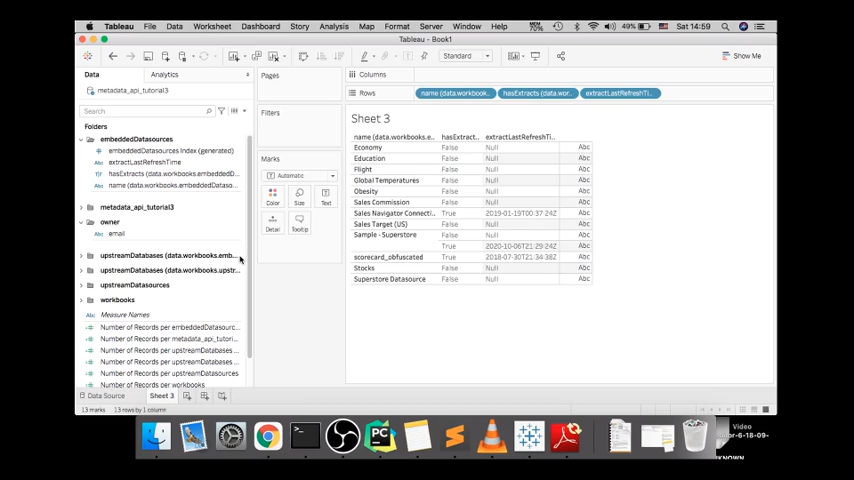 Tableau File Data Worksheet Dashboard Story Analysis Map Format Server Window Help 49% Sat 14:59
Tableau - Book1
Standard Show Me
Data Analytics
metadata_api_tutorial3
Search
Folders
embeddedDatasources
embeddedDatasources Index (generated)
extractLastRefreshTime
hasExtracts (data.workbooks.embedd...
name (data.workbooks.embeddedDataso...
metadata_api_tutorial3
owner
email
upstreamDatabases (data.workbooks.emb...
upstreamDatabases (data.workbooks.upstr...
upstreamDatasources
workbooks
Measure Names
Number of Records per embeddedDatasourc...
Number of Records per metadata_api_tutori...
Number of Records per upstreamDatabases ...
Number of Records per upstreamDatabases ...
Number of Records per upstreamDatasources
Number of Records per workbooks
Pages
Filters
Marks
Automatic
Color Size Text
Detail Tooltip
Columns
Rows name (data.workbook.. hasExtracts (data.wor.. extractLastRefreshTi..
Sheet 3
name (data.workbooks.e.. hasExtract.. extractLastRefreshTi..
Economy False Null Abc
Education False Null Abc
Flight False Null Abc
Global Temperatures False Null Abc
Obesity False Null Abc
Sales Commission False Null Abc
Sales Navigator Connecti.. True 2019-01-19T00:37:24Z Abc
Sales Target (US) False Null Abc
Sample - Superstore False Null Abc
True 2020-10-06T21:29:24Z Abc
scorecard_obfuscated False 2018-07-30T21:34:38Z Abc
Stocks False Null Abc
Superstore Datasource False Null Abc
Data Source Sheet 3
13 marks 13 rows by 1 column
PC
Video
or-6-18-09-